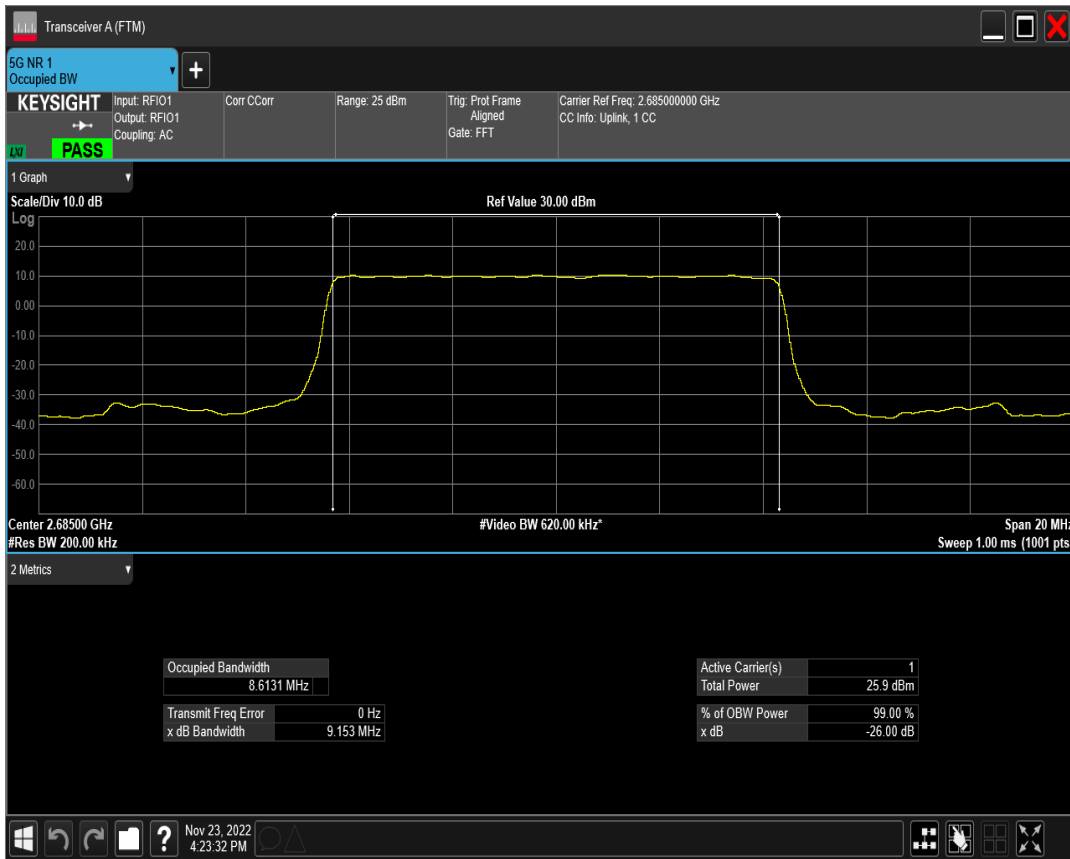 Transceiver A (FTM)
5G NR 1
Occupied BW
+
KEYSIGHT
LXI
PASS
Input: RFIO1
Output: RFIO1
Coupling: AC
Corr CCorr
Range: 25 dBm
Trig: Prot Frame
Aligned
Gate: FFT
Carrier Ref Freq: 2.685000000 GHz
CC Info: Uplink, 1 CC
1 Graph
Scale/Div 10.0 dB
Ref Value 30.00 dBm
Log
20.0
10.0
0.00
-10.0
-20.0
-30.0
-40.0
-50.0
-60.0
Center 2.68500 GHz
#Video BW 620.00 kHz*
Span 20 MHz
#Res BW 200.00 kHz
Sweep 1.00 ms (1001 pts
2 Metrics
Occupied Bandwidth
8.6131 MHz
Transmit Freq Error 0 Hz
x dB Bandwidth 9.153 MHz
Active Carrier(s) 1
Total Power 25.9 dBm
% of OBW Power 99.00 %
x dB -26.00 dB
?
Nov 23, 2022
4:23:32 PM